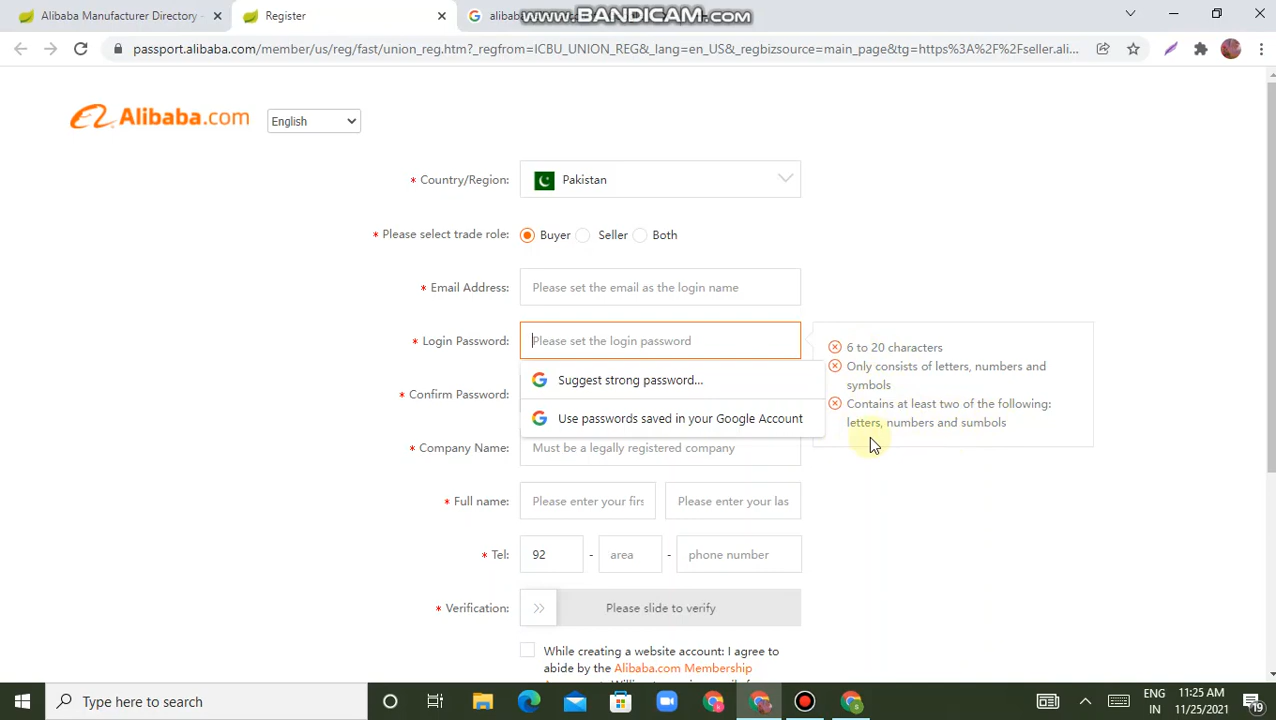 Alibaba Manufacturer Directory -
Register
alibab
www.BANDICAM.com
passport.alibaba.com/member/us/reg/fast/union_reg.htm?_regfrom=ICBU_UNION_REG&_lang=en_US&_regbizsource=main_page&tg=https%3A%2F%2Fseller.ali...
Alibaba.com
English
* Country/Region:
Pakistan
* Please select trade role:
Buyer
Seller
Both
* Email Address:
Please set the email as the login name
* Login Password:
Please set the login password
6 to 20 characters
Only consists of letters, numbers and
symbols
Contains at least two of the following:
letters, numbers and sumbols
Suggest strong password...
Use passwords saved in your Google Account
* Confirm Password:
* Company Name:
Must be a legally registered company
* Full name:
Please enter your firs
Please enter your las
* Tel:
92
-
area
-
phone number
* Verification:
Please slide to verify
While creating a website account: I agree to
abide by the Alibaba.com Membership
Type here to search
ENG
IN
11:25 AM
11/25/2021
19